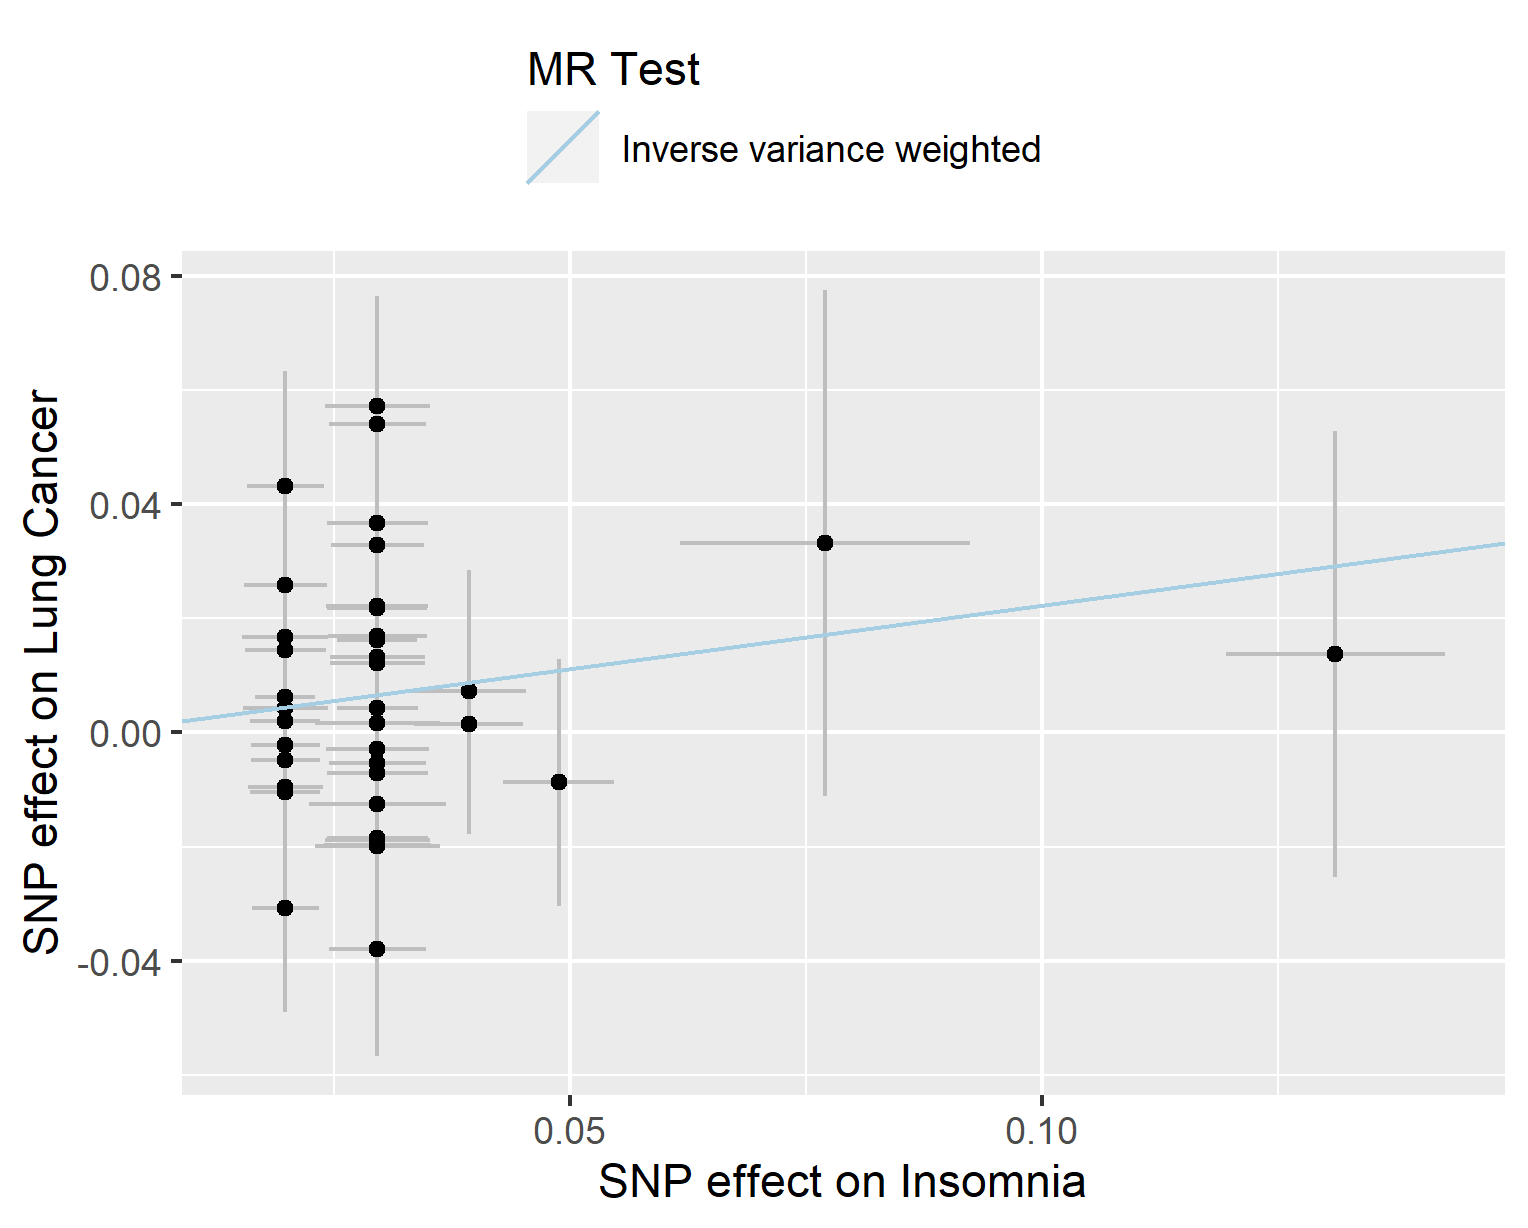 MR Test
Inverse variance weighted
0.08
0.04
0.00
-0.04
SNP effect on Lung Cancer
0.05 0.10
SNP effect on Insomnia